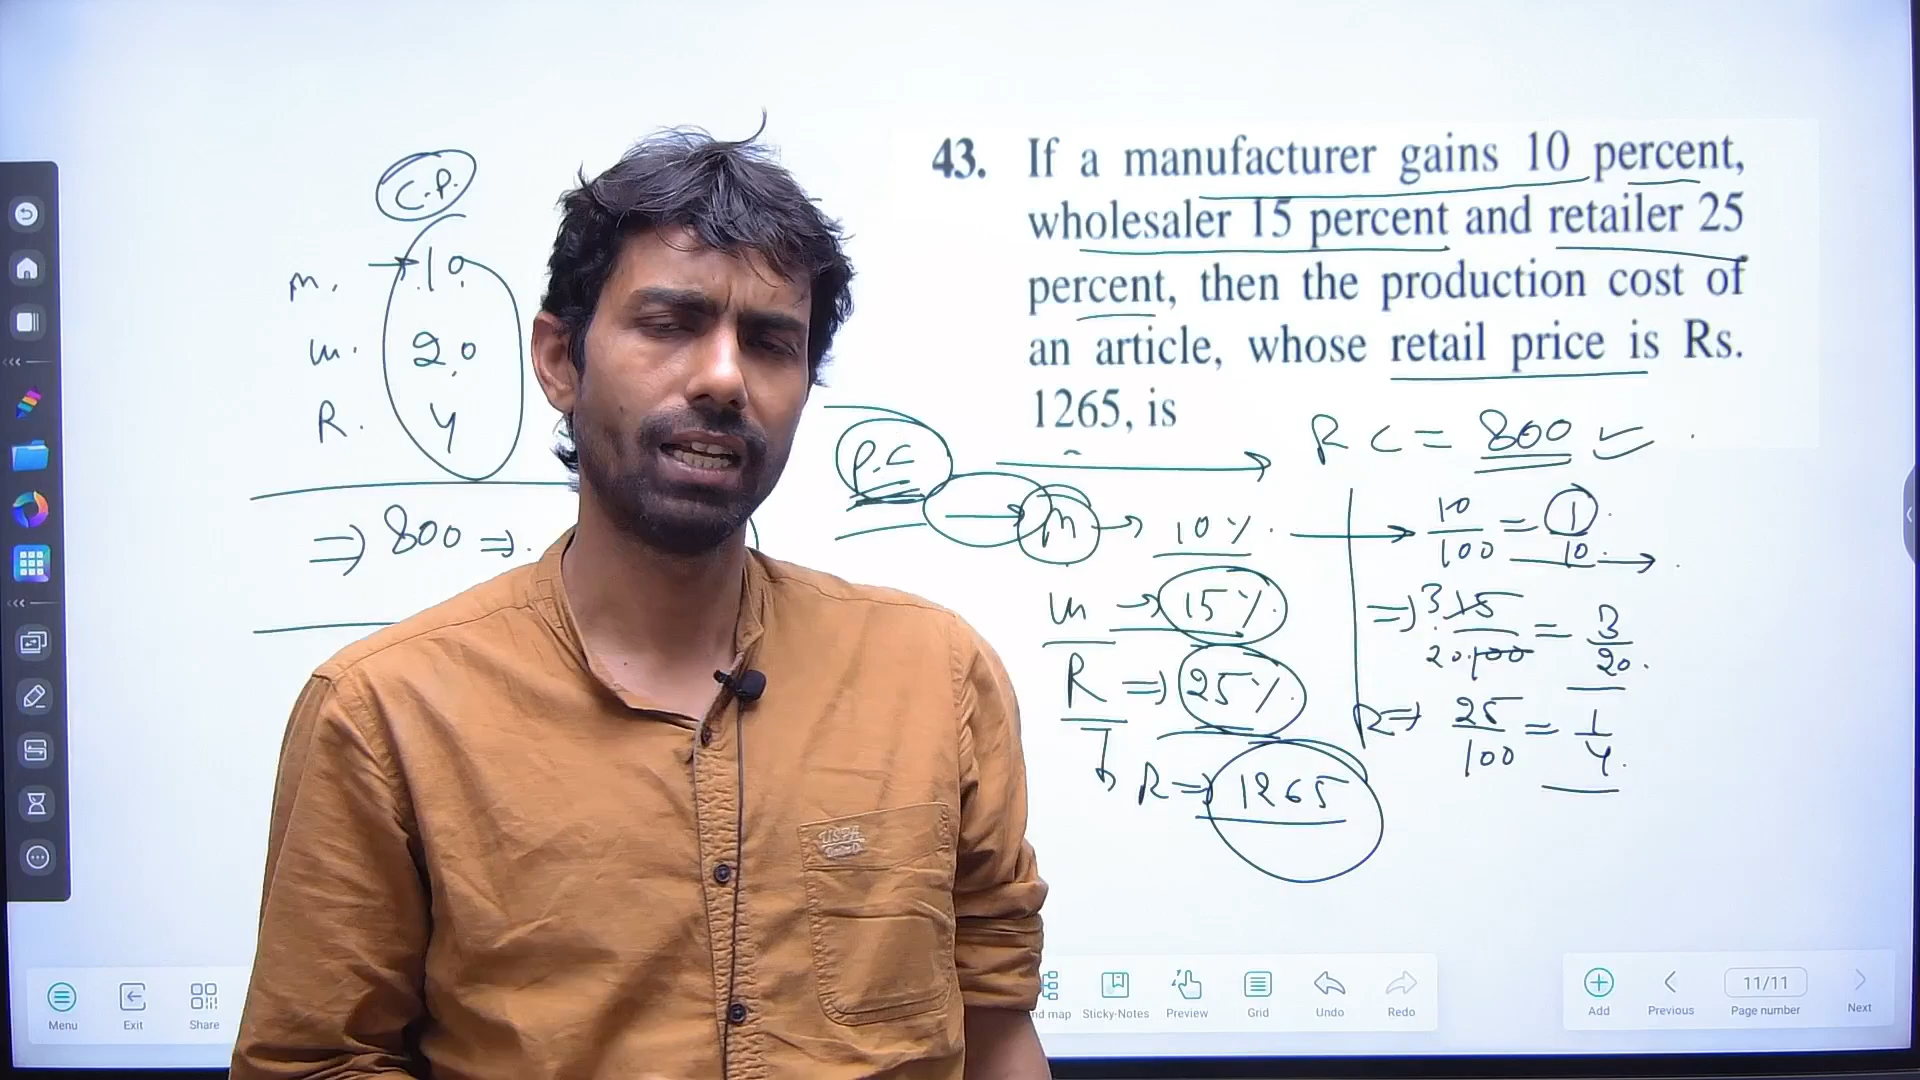 43. If a manufacturer gains 10 percent,
wholesaler 15 percent and retailer 25
percent, then the production cost of
an article, whose retail price is Rs.
1265, is
C.P.
m. → 10
w. 20
R. 4
⇒ 800 ⇒
P.C → m → 10%
w → 15%
R ⇒ 25%
R ⇒ 1265
R C = 800 ✓
→ 10/100 = 1/10 →
⇒ 3 15/20 100 = 3/20
R ⇒ 25/100 = 1/4
USPA
Menu
Exit
Share
Sticky-Notes
Preview
Grid
Undo
Redo
Add
Previous
11/11
Page number
Next